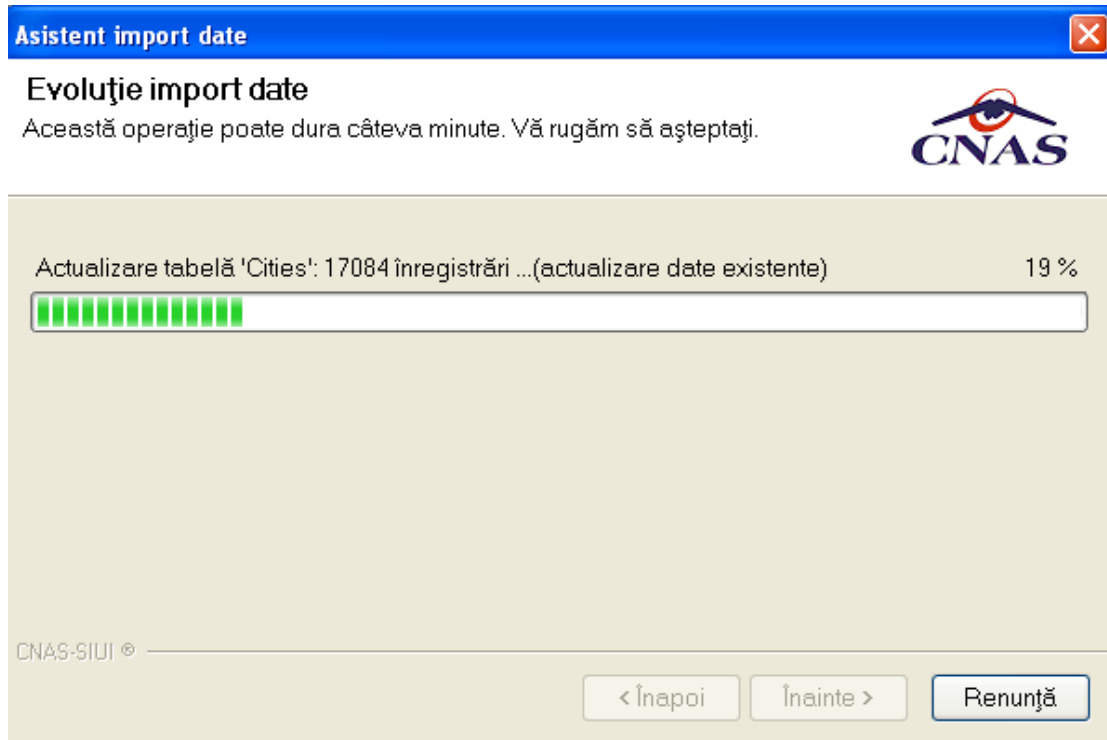 Asistent import date
Evoluţie import date
Această operaţie poate dura câteva minute. Vă rugăm să aşteptaţi.
CNAS
Actualizare tabelă 'Cities': 17084 înregistrări ...(actualizare date existente) 19 %
CNAS-SIUI ®
< Înapoi Înainte > Renunţă